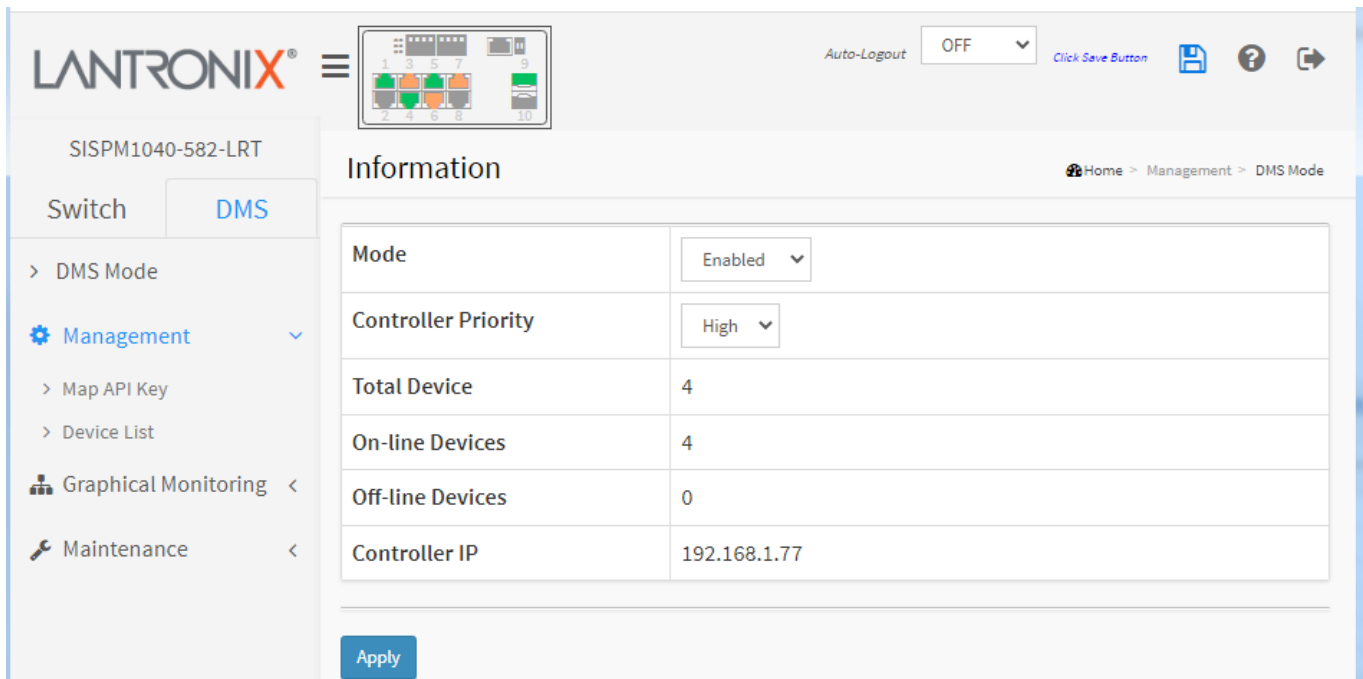 LANTRONIX®
1 3 5 7 9
2 4 6 8 10
Auto-Logout OFF Click Save Button
SISPM1040-582-LRT
Switch DMS
DMS Mode
Management
Map API Key
Device List
Graphical Monitoring
Maintenance
Information
Home > Management > DMS Mode
Mode Enabled
Controller Priority High
Total Device 4
On-line Devices 4
Off-line Devices 0
Controller IP 192.168.1.77
Apply